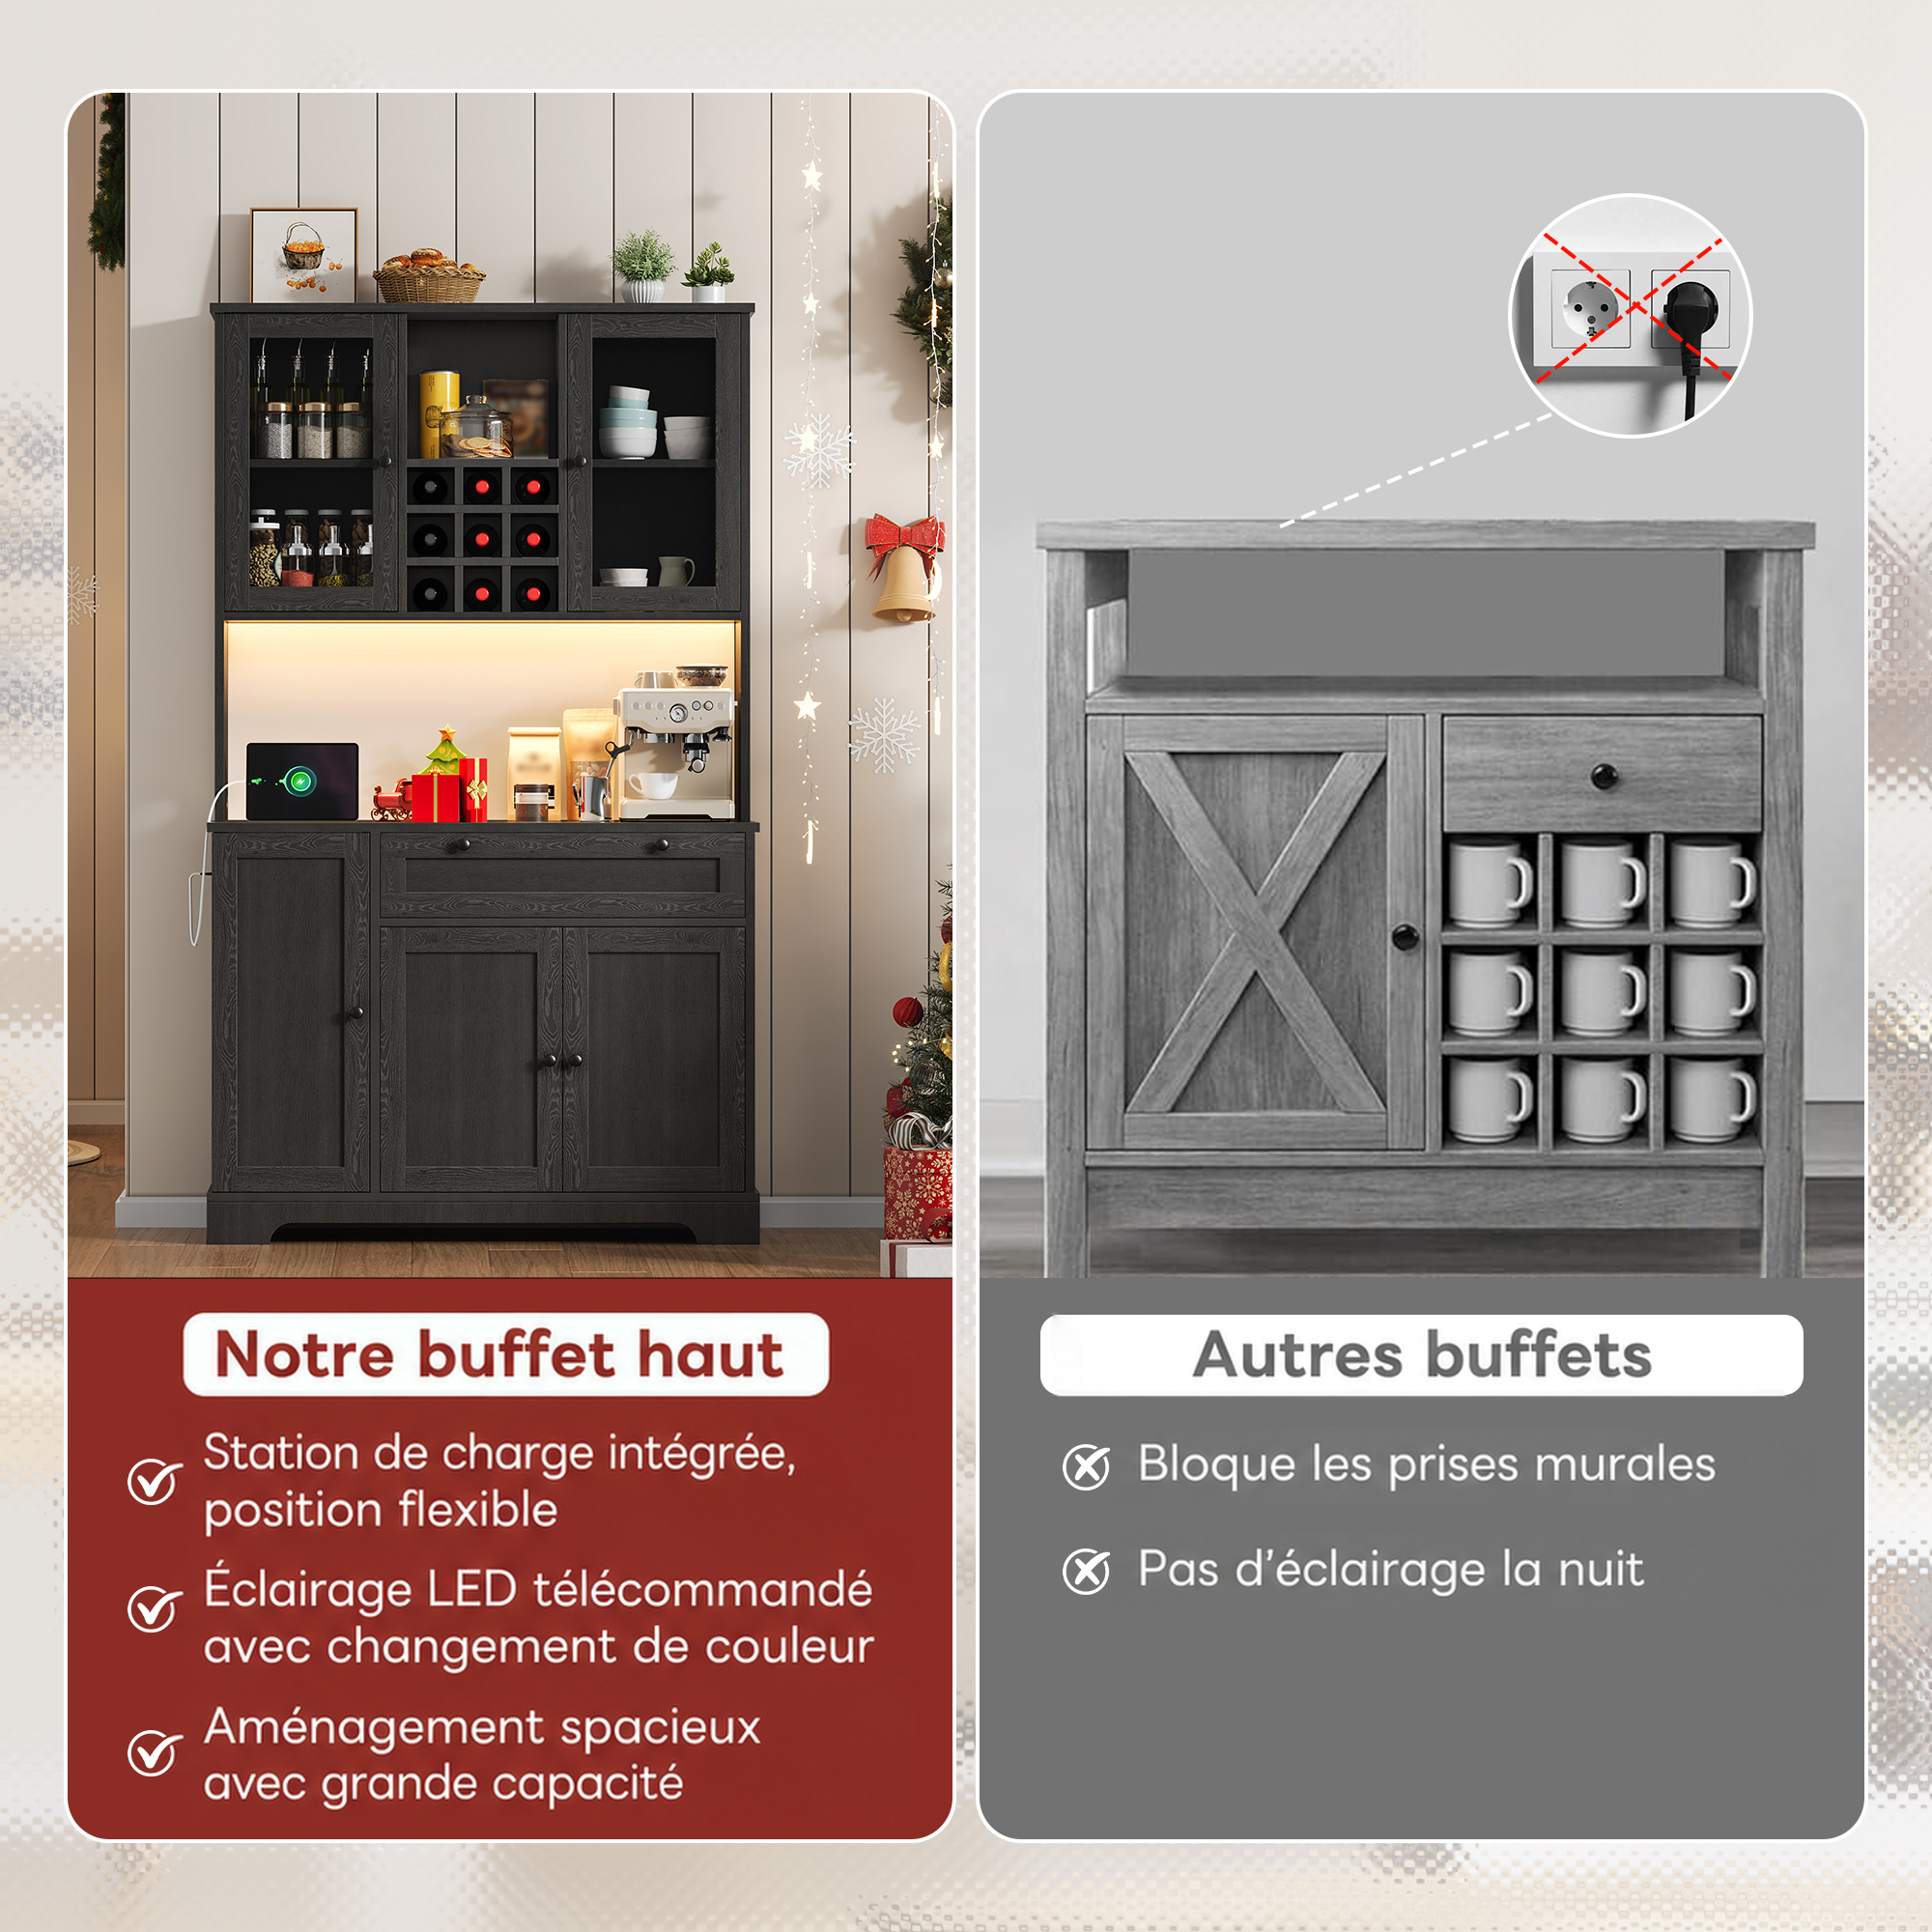 Notre buffet haut
Station de charge intégrée,
position flexible
Éclairage LED télécommandé
avec changement de couleur
Aménagement spacieux
avec grande capacité
Autres buffets
Bloque les prises murales
Pas d’éclairage la nuit